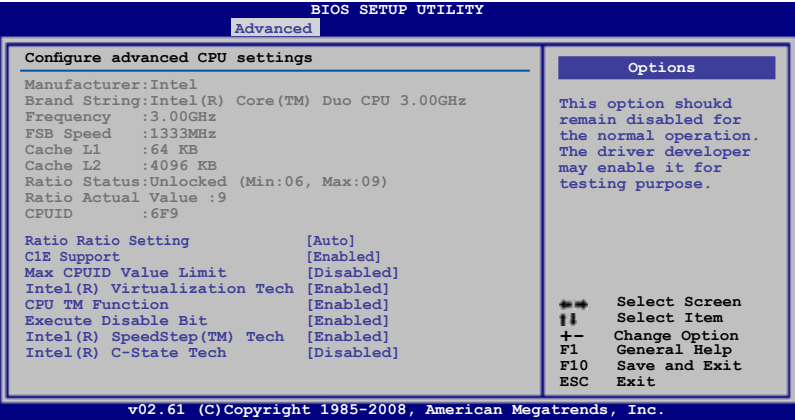 BIOS SETUP UTILITY
Advanced
Configure advanced CPU settings
Manufacturer:Intel
Brand String:Intel(R) Core(TM) Duo CPU 3.00GHz
Frequency :3.00GHz
FSB Speed :1333MHz
Cache L1 :64 KB
Cache L2 :4096 KB
Ratio Status:Unlocked (Min:06, Max:09)
Ratio Actual Value :9
CPUID :6F9
Ratio Ratio Setting [Auto]
C1E Support [Enabled]
Max CPUID Value Limit [Disabled]
Intel(R) Virtualization Tech [Enabled]
CPU TM Function [Enabled]
Execute Disable Bit [Enabled]
Intel(R) SpeedStep(TM) Tech [Enabled]
Intel(R) C-State Tech [Disabled]
Options
This option shoukd
remain disabled for
the normal operation.
The driver developer
may enable it for
testing purpose.
←→ Select Screen
↑↓ Select Item
+- Change Option
F1 General Help
F10 Save and Exit
ESC Exit
v02.61 (C)Copyright 1985-2008, American Megatrends, Inc.